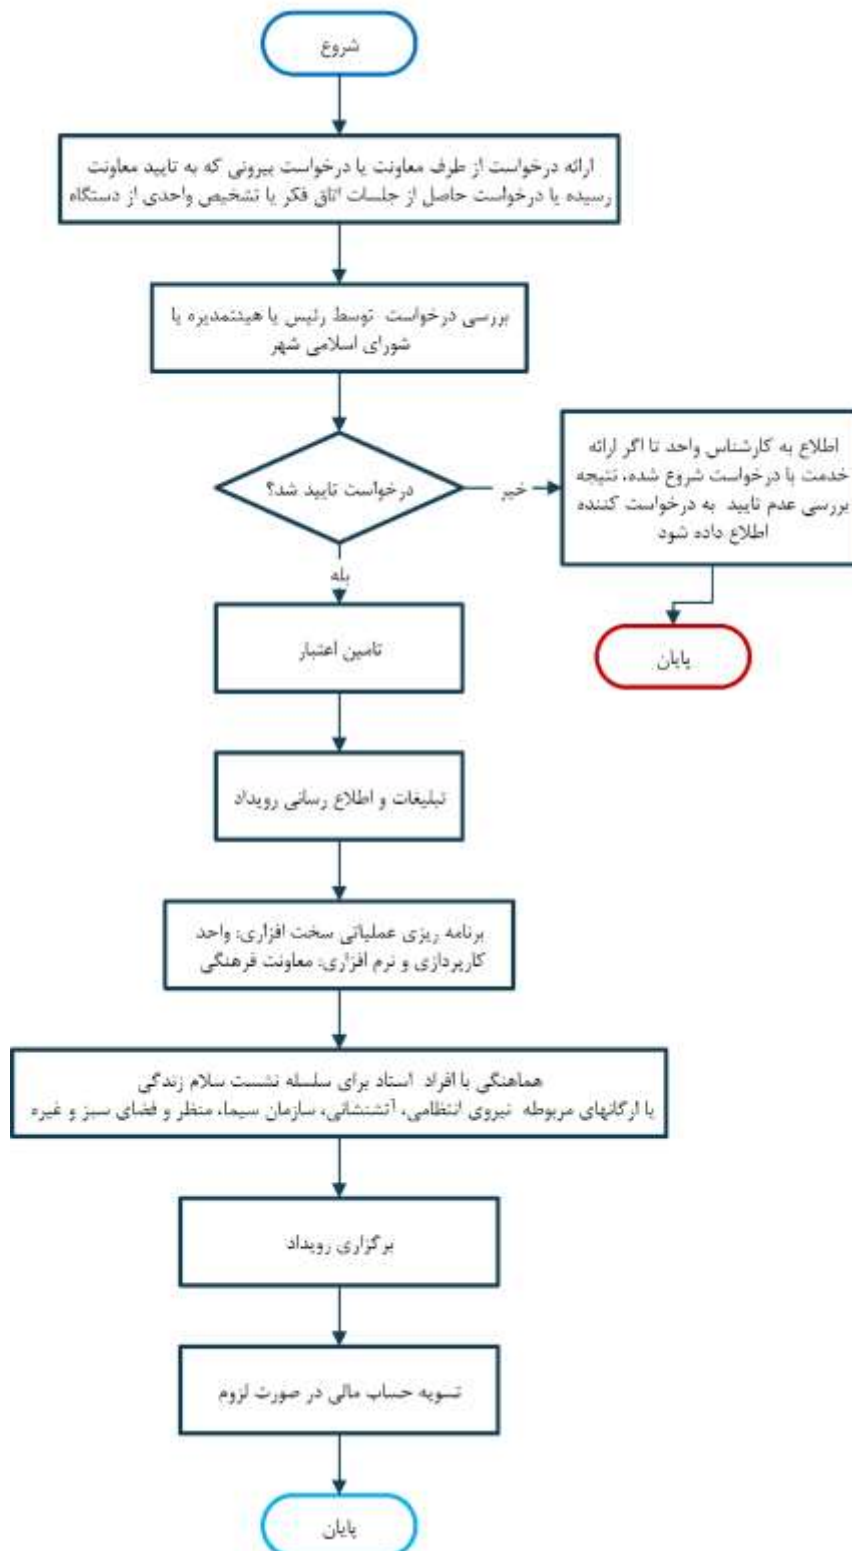 شروع
ارائه درخواست از طرف معاونت یا درخواست بیرونی که به تایید معاونت
رسیده یا درخواست حاصل از جلسات اتاق فکر یا تشخیص واحدی از دستگاه
بررسی درخواست توسط رئیس یا هیئتمدیره یا
شورای اسلامی شهر
درخواست تایید شد؟
خیر
اطلاع به کارشناس واحد تا اگر ارائه
خدمت با درخواست شروع شده، نتیجه
بررسی عدم تایید به درخواست کننده
اطلاع داده شود
پایان
بله
تامین اعتبار
تبلیغات و اطلاع رسانی رویداد
برنامه ریزی عملیاتی سخت افزاری: واحد
کارپردازی و نرم افزاری: معاونت فرهنگی
هماهنگی با افراد استاد برای سلسله نشست سلام زندگی
یا ارگانهای مربوطه نیروی انتظامی، آتشنشانی، سازمان سیما، منظر و فضای سبز و غیره
برگزاری رویداد
تسویه حساب مالی در صورت لزوم
پایان